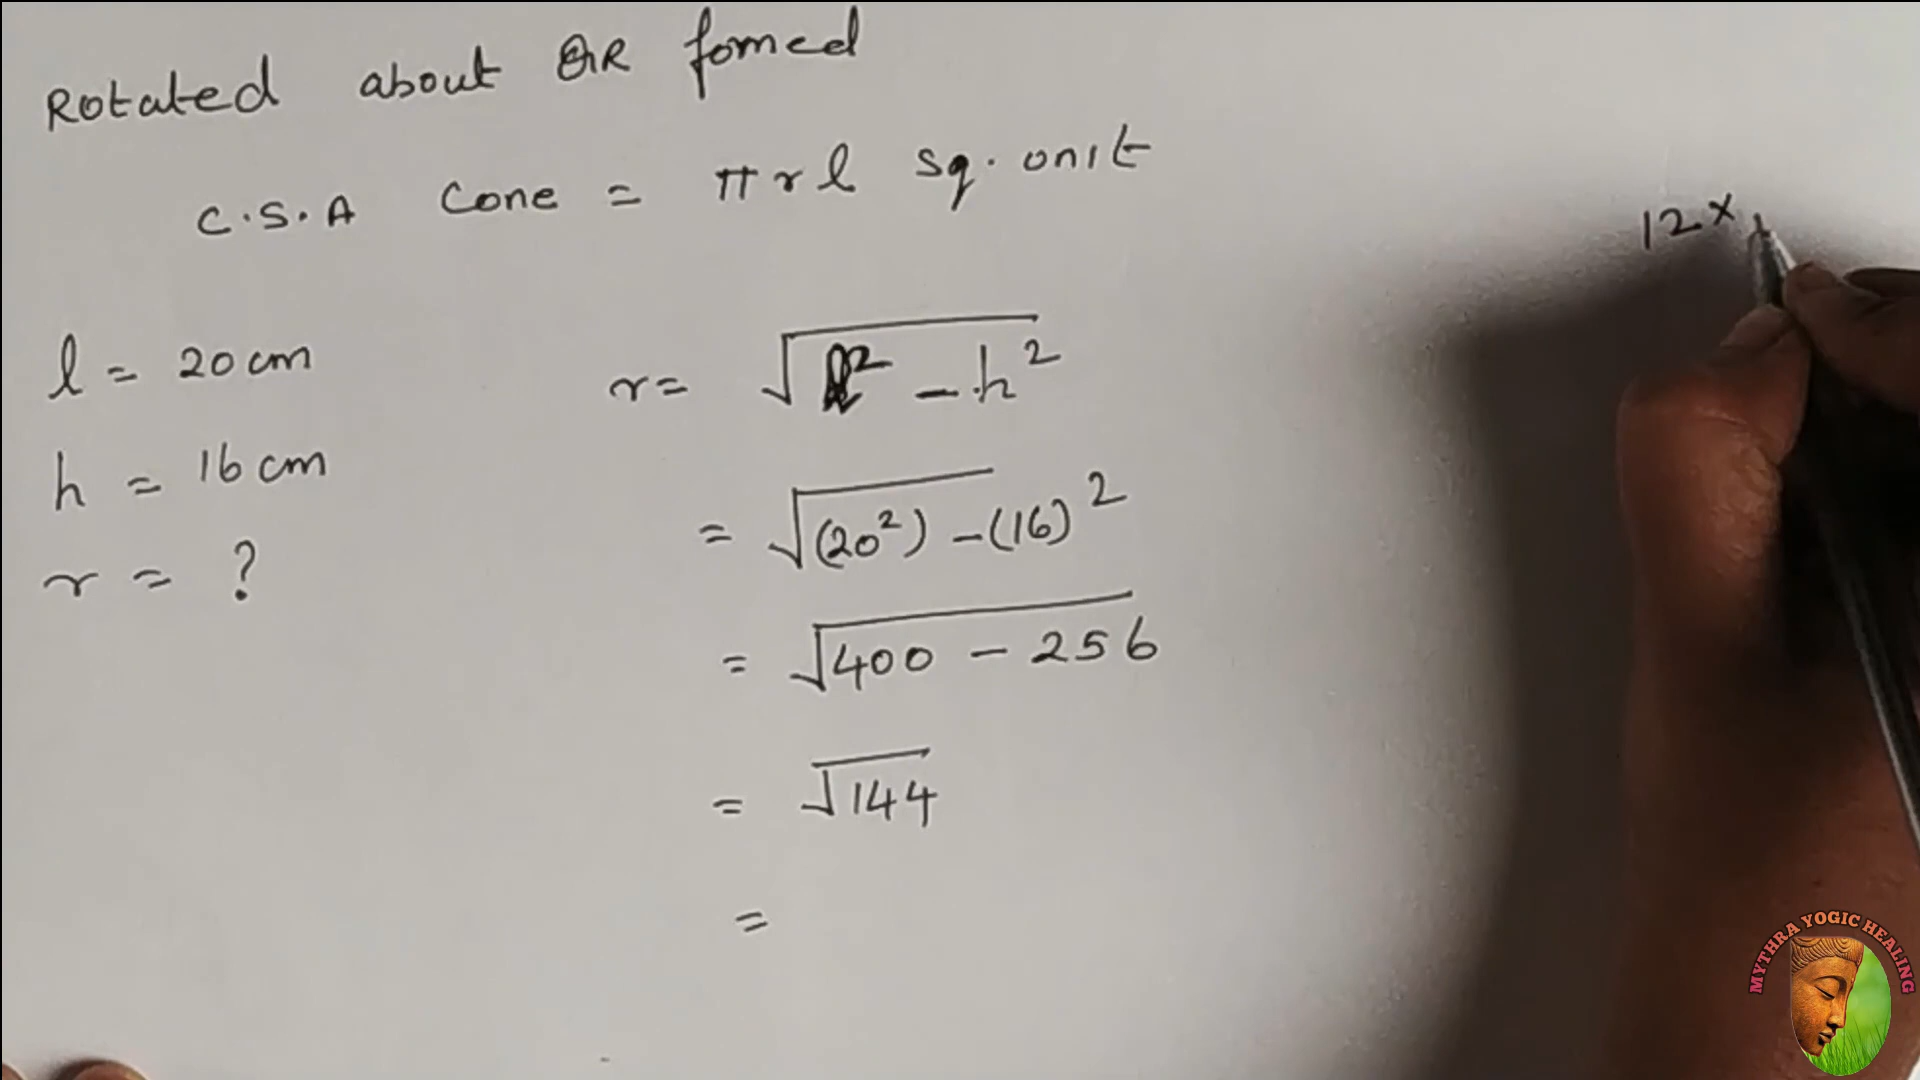 Rotated about QR fomed
C.S.A Cone = πrl sq. unit
12 ×
l = 20 cm
r = √l² - h²
h = 16 cm
= √(20²) - (16)²
r = ?
= √400 - 256
= √144
=
MYTHRA YOGIC HEALING